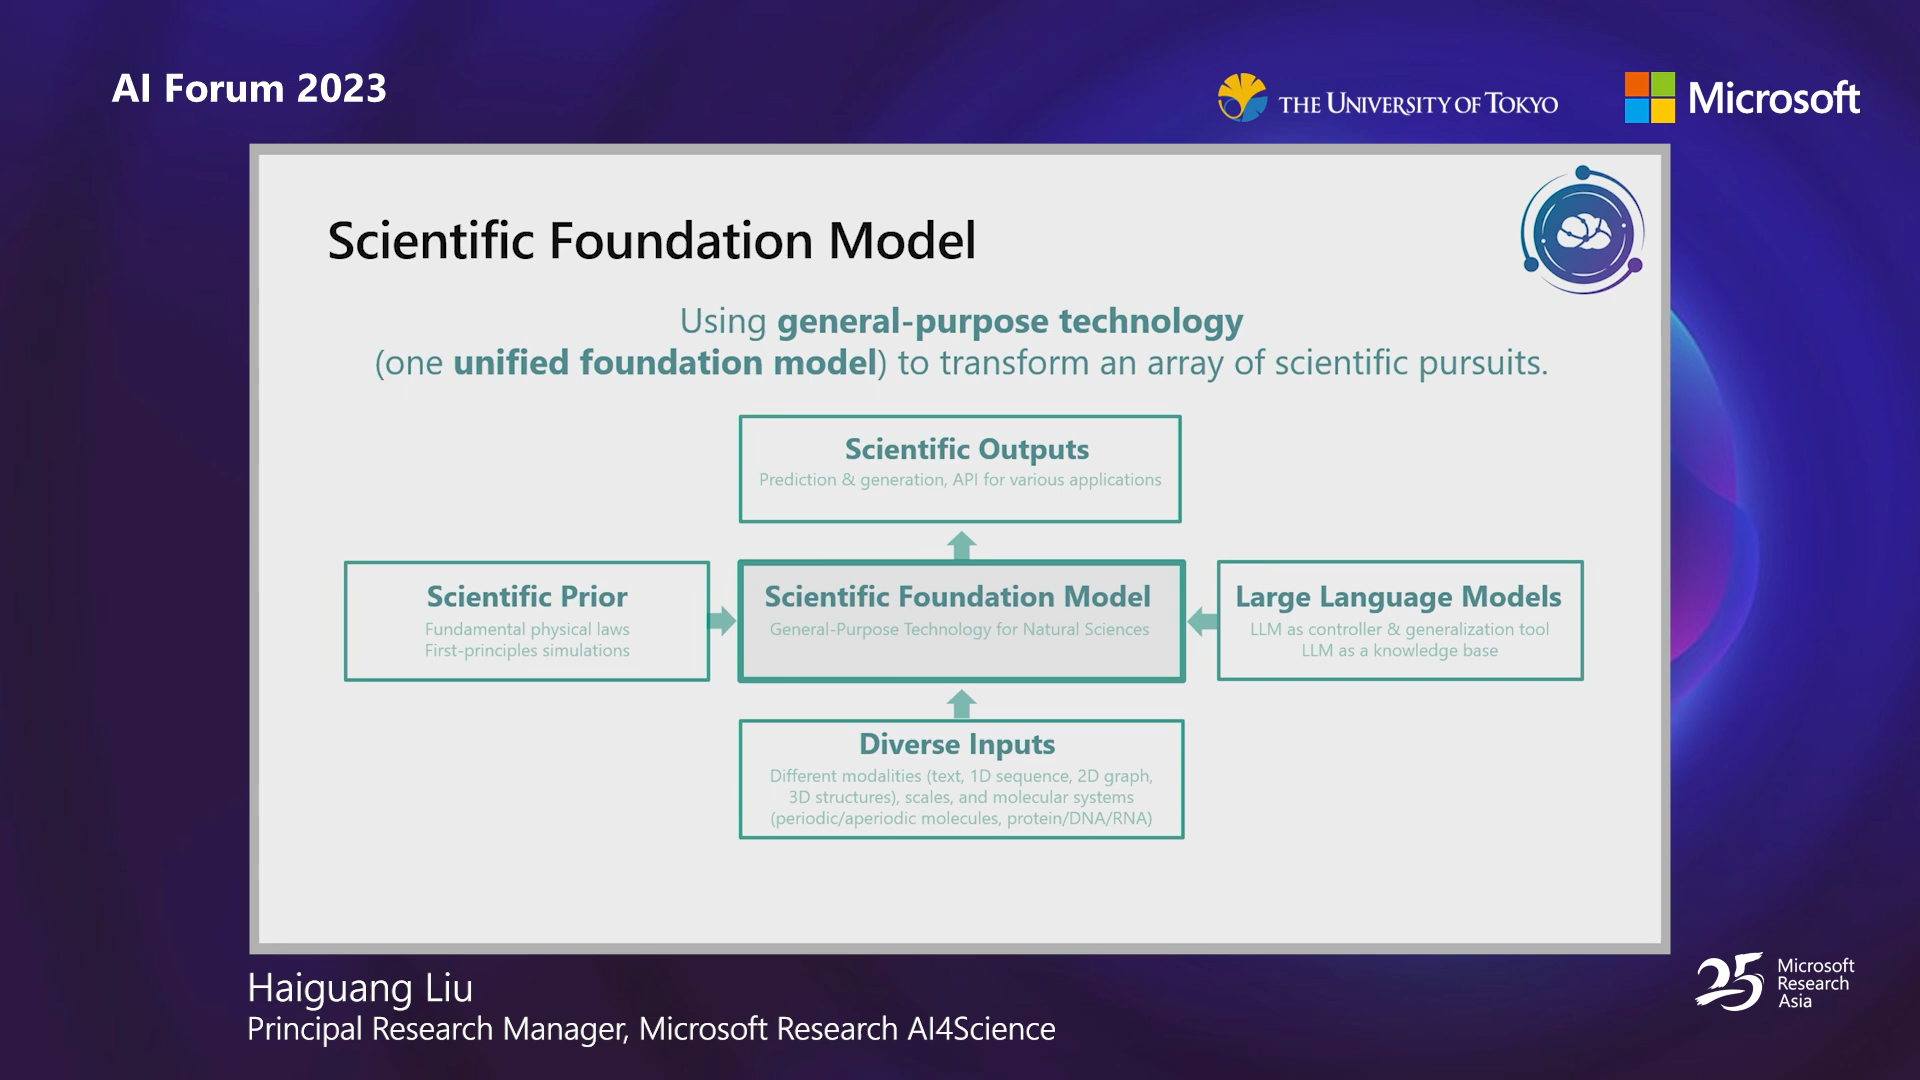 AI Forum 2023
THE UNIVERSITY OF TOKYO
Microsoft
Scientific Foundation Model
Using general-purpose technology
(one unified foundation model) to transform an array of scientific pursuits.
Scientific Outputs
Prediction & generation, API for various applications
Scientific Prior
Fundamental physical laws
First-principles simulations
Scientific Foundation Model
General-Purpose Technology for Natural Sciences
Large Language Models
LLM as controller & generalization tool
LLM as a knowledge base
Diverse Inputs
Different modalities (text, 1D sequence, 2D graph,
3D structures), scales, and molecular systems
(periodic/aperiodic molecules, protein/DNA/RNA)
Haiguang Liu
Principal Research Manager, Microsoft Research AI4Science
25
Microsoft
Research
Asia